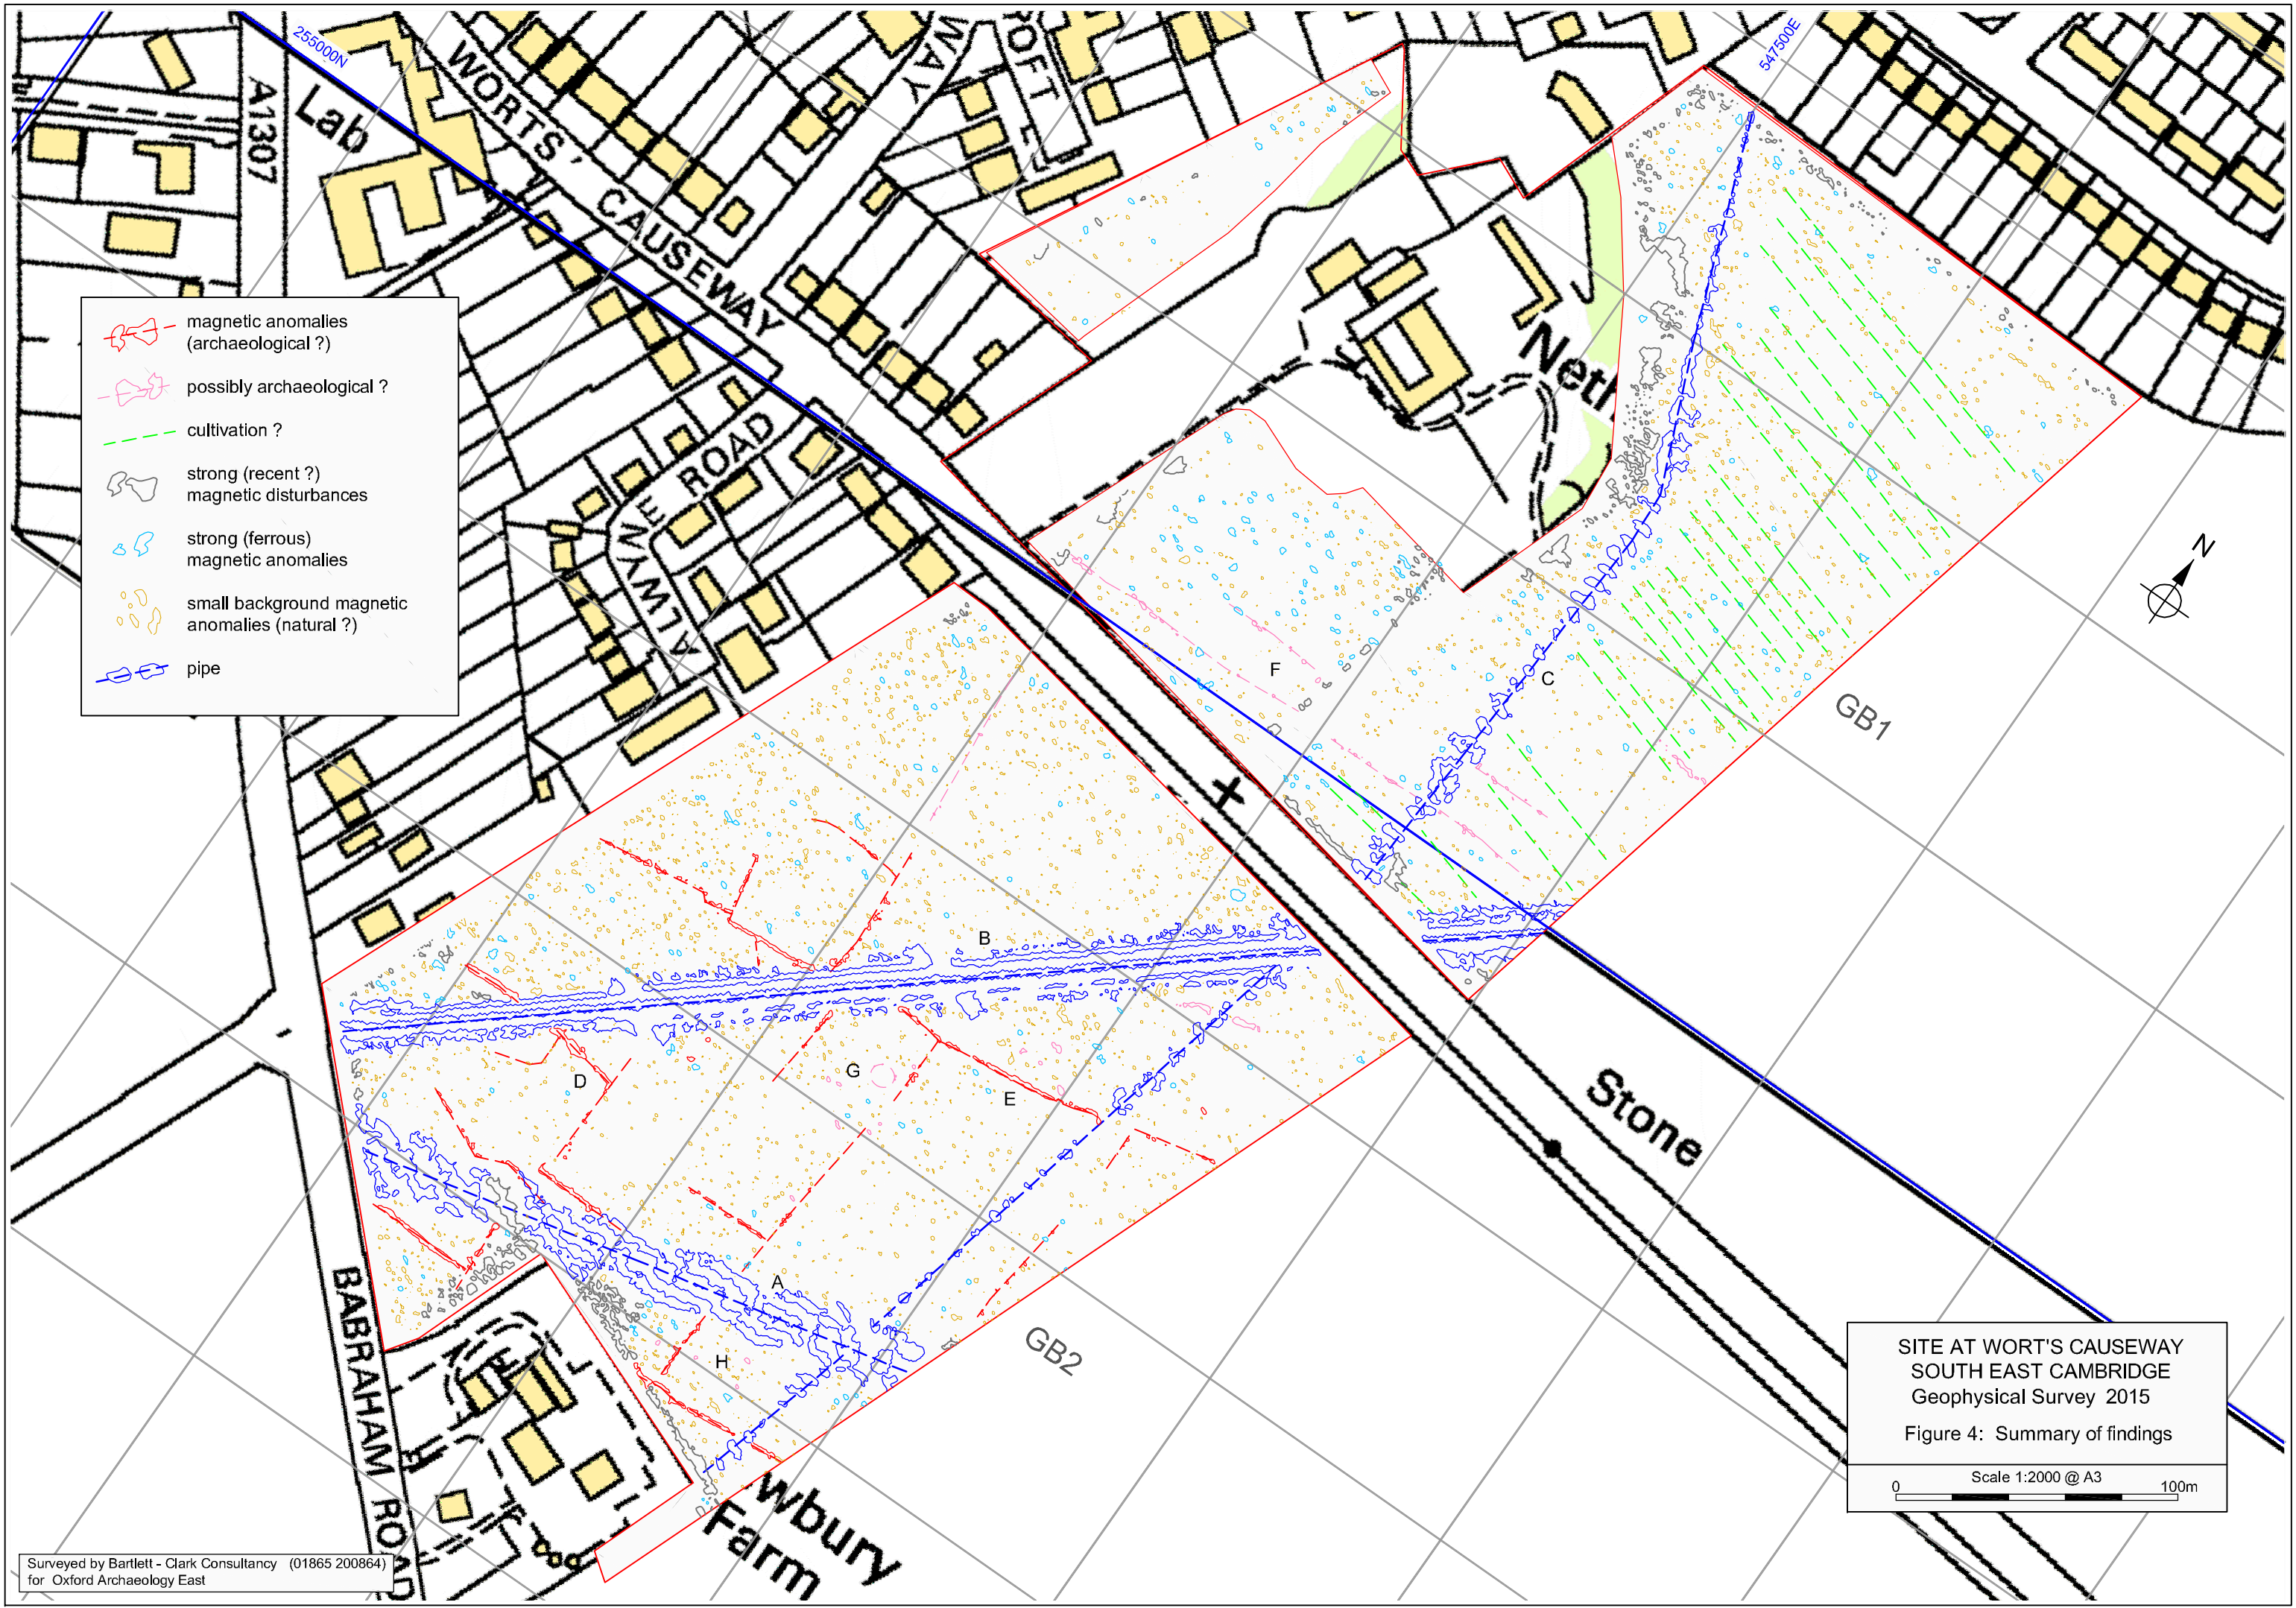 255000N
547500E
A1307
Lab
WORTS' CAUSEWAY
WAY
Neth
magnetic anomalies
(archaeological ?)
possibly archaeological ?
cultivation ?
strong (recent ?)
magnetic disturbances
strong (ferrous)
magnetic anomalies
small background magnetic
anomalies (natural ?)
pipe
ALWYNE ROAD
N
F
C
GB1
B
D
G
E
A
H
GB2
Stone
BABRAHAM ROAD
wbury
Farm
SITE AT WORT'S CAUSEWAY
SOUTH EAST CAMBRIDGE
Geophysical Survey 2015
Figure 4: Summary of findings
Scale 1:2000 @ A3
0 100m
Surveyed by Bartlett - Clark Consultancy (01865 200864)
for Oxford Archaeology East